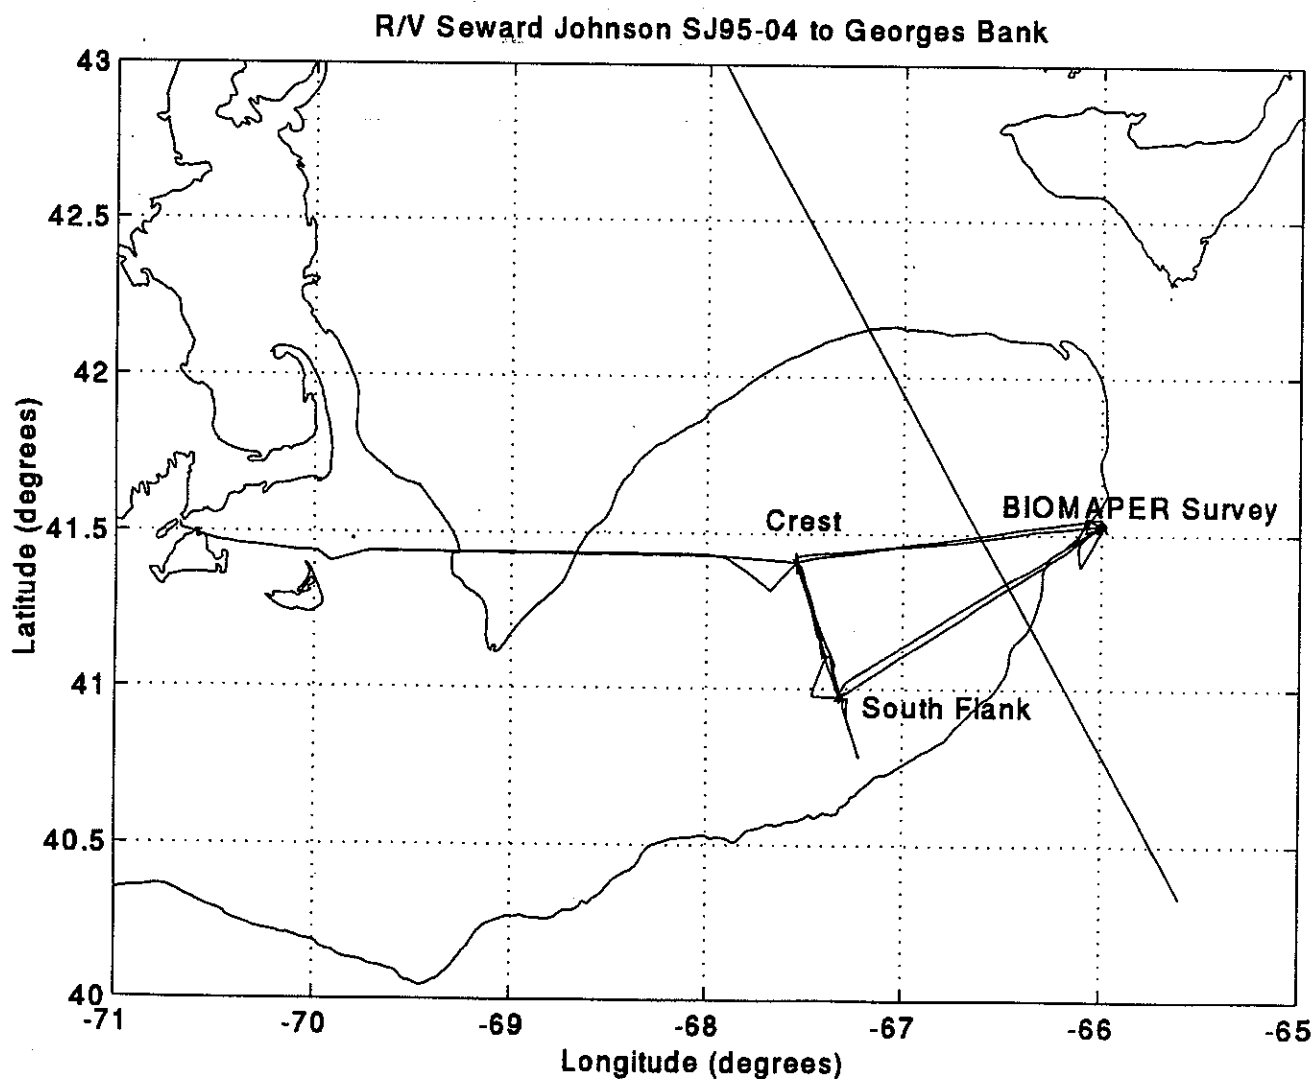 R/V Seward Johnson SJ95-04 to Georges Bank
43
42.5
42
41.5
41
40.5
40
Latitude (degrees)
Crest
BIOMAPER Survey
South Flank
-71
-70
-69
-68
-67
-66
-65
Longitude (degrees)